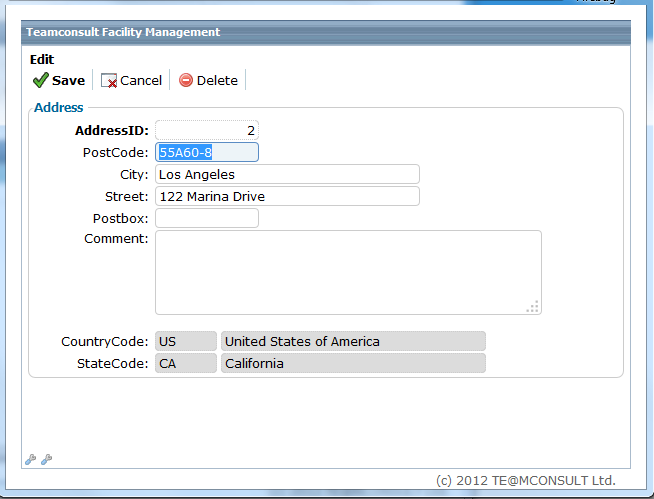 Teamconsult Facility Management
Edit
Save Cancel Delete
Address
AddressID: 2
PostCode: 55A60-8
City: Los Angeles
Street: 122 Marina Drive
Postbox:
Comment:
CountryCode: US United States of America
StateCode: CA California
(c) 2012 TE@MCONSULT Ltd.